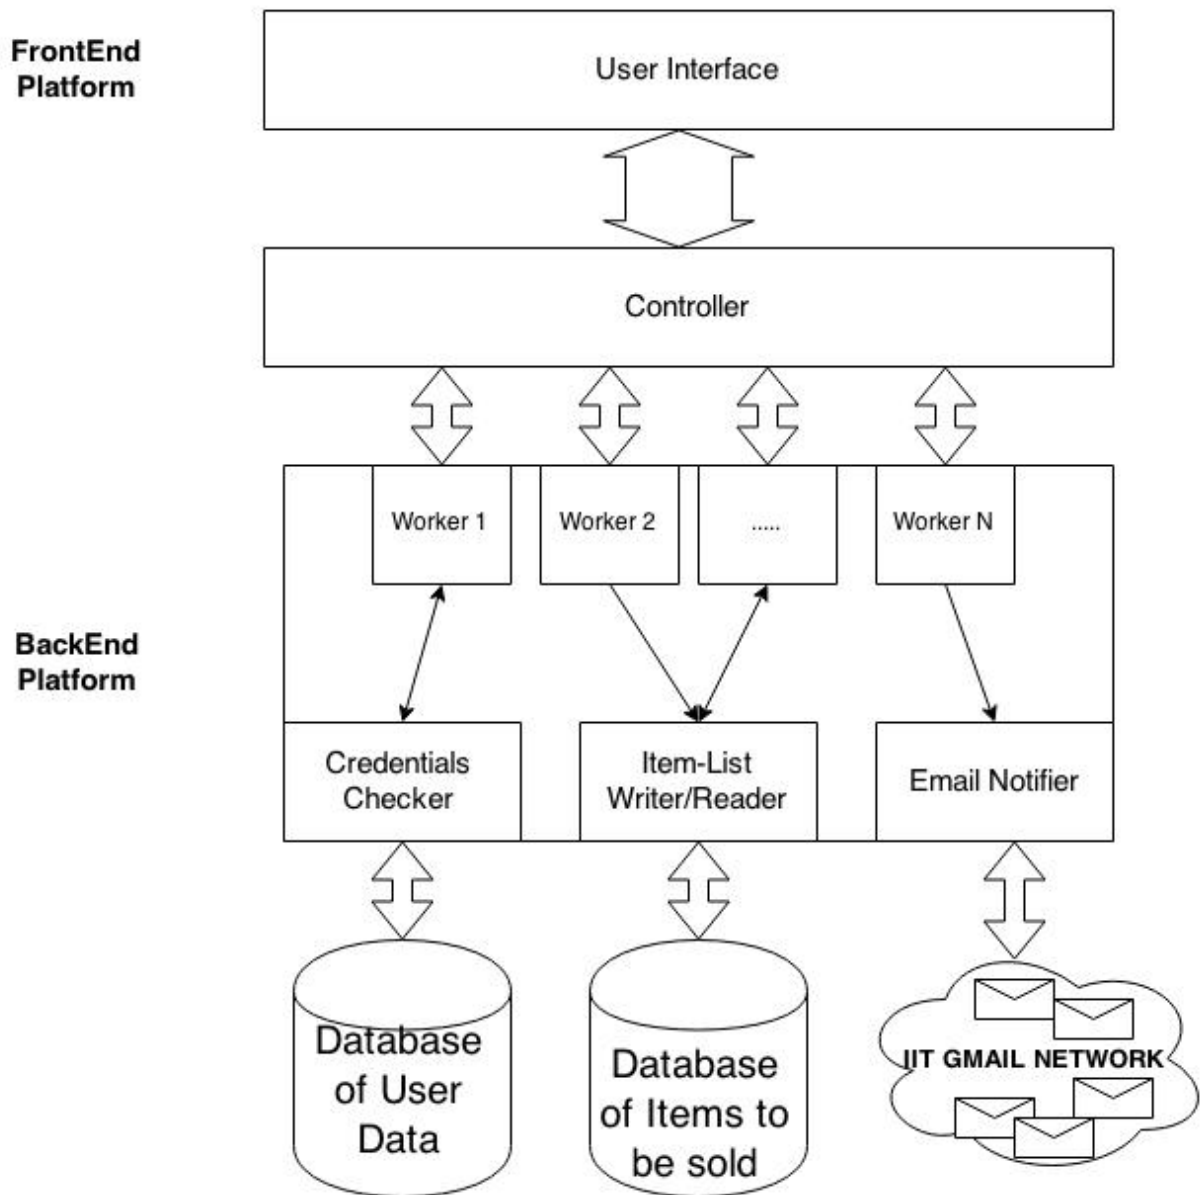 FrontEnd
Platform
User Interface
Controller
Worker 1
Worker 2
.....
Worker N
BackEnd
Platform
Credentials
Checker
Item-List
Writer/Reader
Email Notifier
Database
of User
Data
Database
of Items to
be sold
IIT GMAIL NETWORK